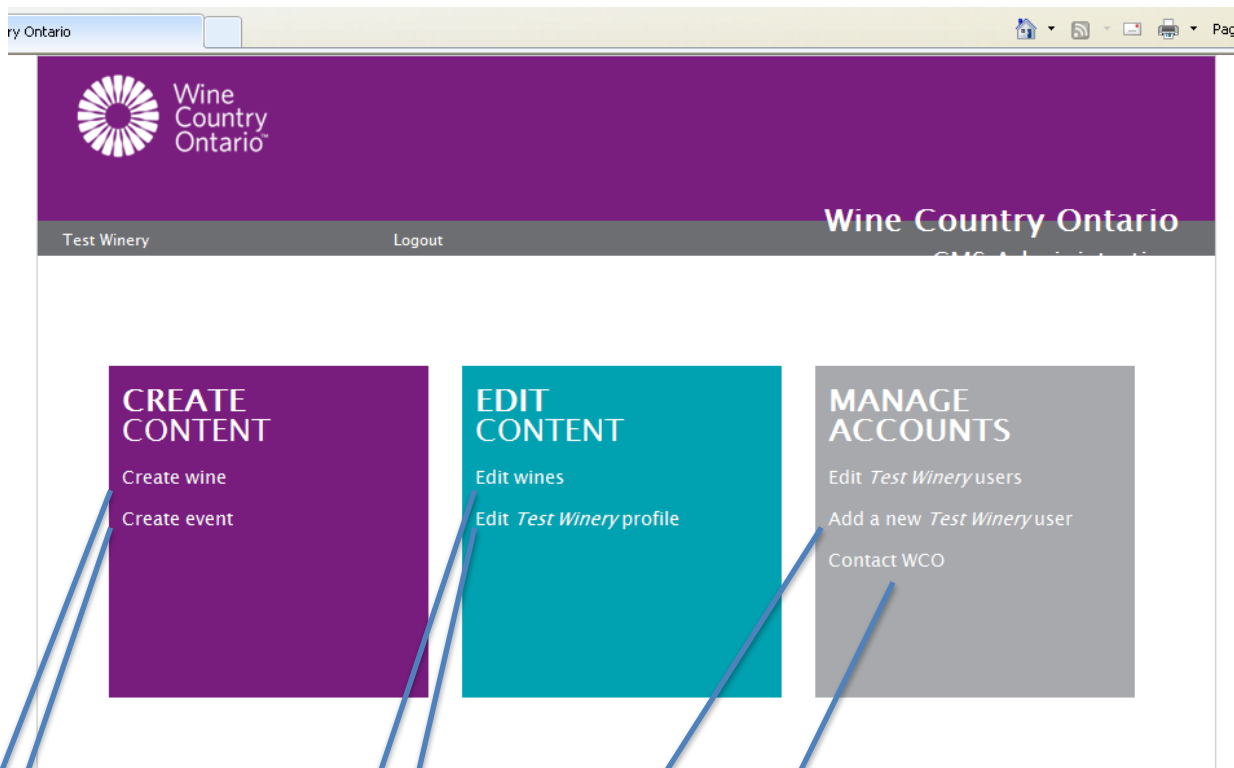 ry Ontario
Pag
Wine
Country
Ontario™
Wine Country Ontario
Test Winery
Logout
CREATE
CONTENT
Create wine
Create event
EDIT
CONTENT
Edit wines
Edit Test Winery profile
MANAGE
ACCOUNTS
Edit Test Winery users
Add a new Test Winery user
Contact WCO